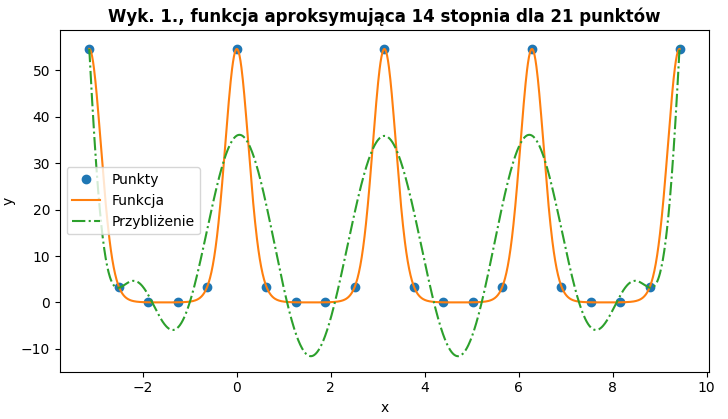 Wyk. 1., funkcja aproksymująca 14 stopnia dla 21 punktów
y
50
40
30
20
10
0
−10
Punkty
Funkcja
Przybliżenie
−2
0
2
4
6
8
10
x